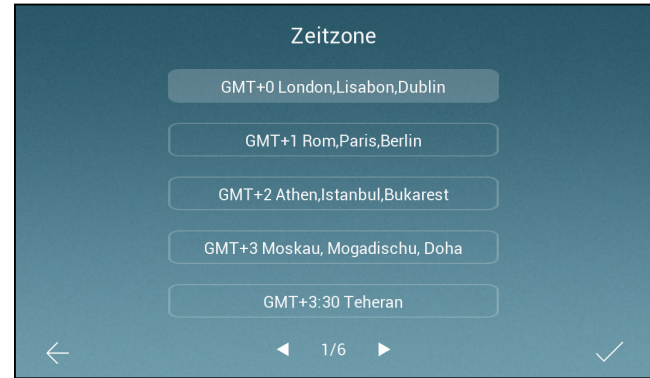 Zeitzone
GMT+0 London,Lisabon,Dublin
GMT+1 Rom,Paris,Berlin
GMT+2 Athen,Istanbul,Bukarest
GMT+3 Moskau, Mogadischu, Doha
GMT+3:30 Teheran
1/6